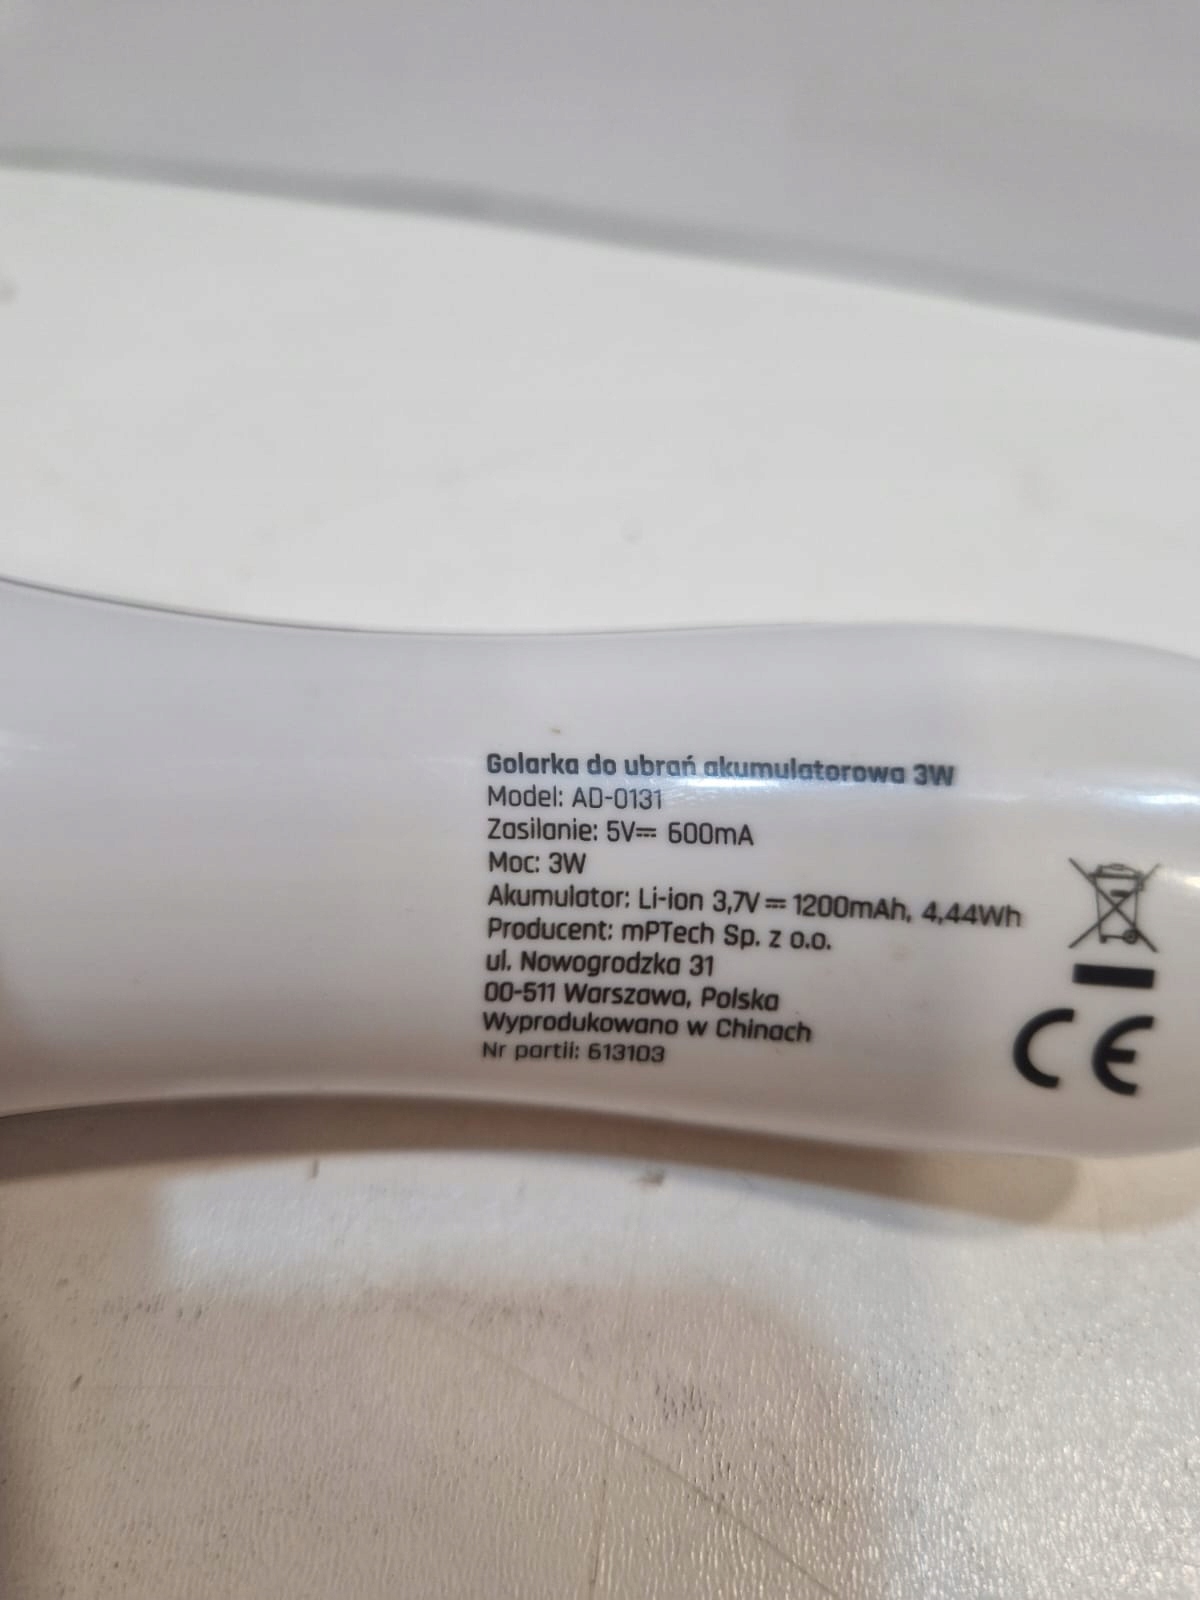 Golarka do ubrań akumulatorowa 3W
Model: AD-0131
Zasilanie: 5V⎓ 600mA
Moc: 3W
Akumulator: Li-ion 3,7V⎓1200mAh, 4,44Wh
Producent: mPTech Sp. z o.o.
ul. Nowogrodzka 31
00-511 Warszawa, Polska
Wyprodukowano w Chinach
Nr partii: 613103
CE